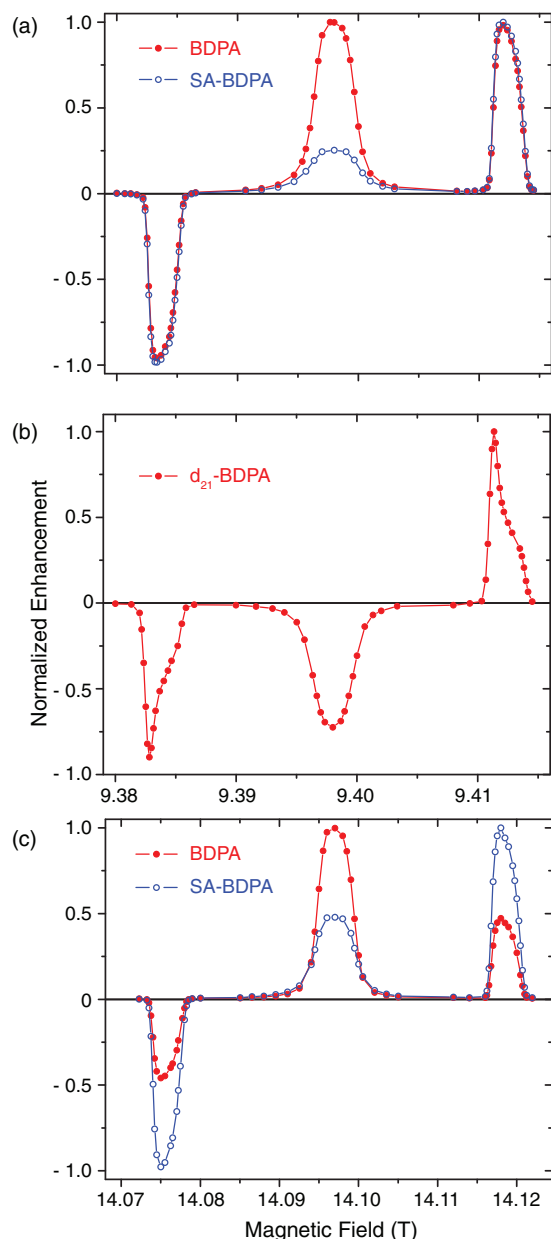 (a)
1.0
0.5
0
- 0.5
- 1.0
BDPA
SA-BDPA
(b)
1.0
0.5
0
- 0.5
- 1.0
d21-BDPA
Normalized Enhancement
9.38
9.39
9.40
9.41
(c)
1.0
0.5
0
- 0.5
- 1.0
BDPA
SA-BDPA
14.07
14.08
14.09
14.10
14.11
14.12
Magnetic Field (T)